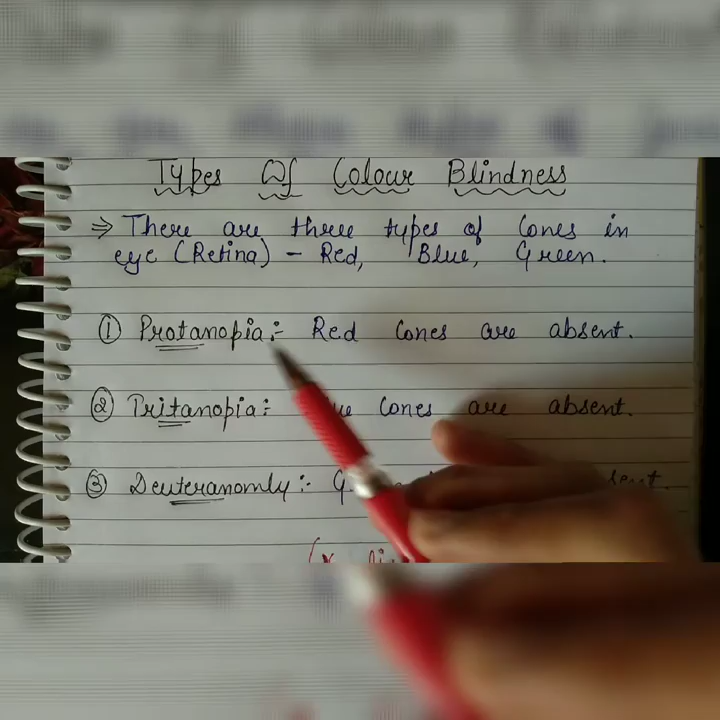 Types Of Colour Blindness
⇒ There are three types of Cones in
eye (Retina) - Red, Blue, Green.
① Protanopia :- Red Cones are absent.
② Tritanopia : Cones are absent.
③ Deuteranomly :-